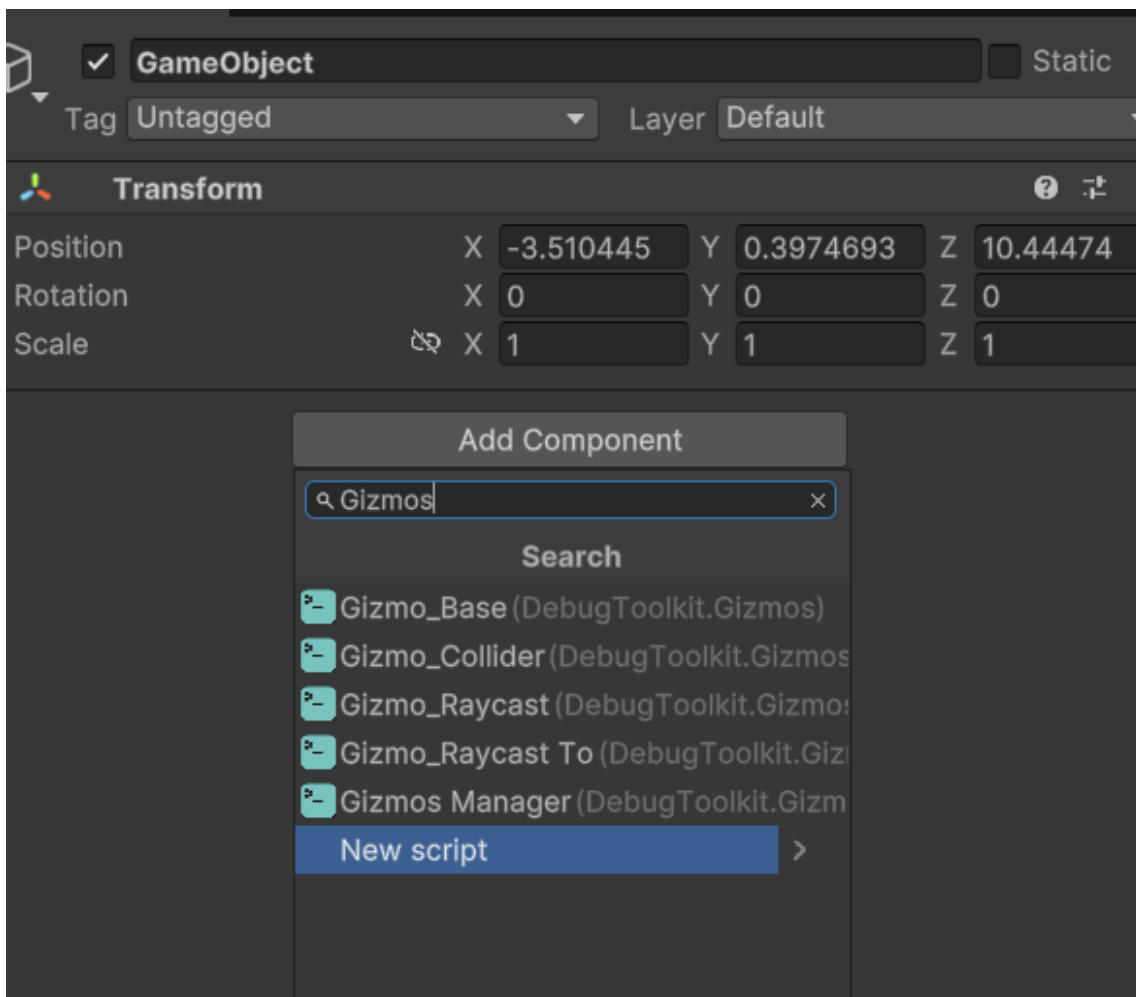 GameObject Static
Tag Untagged Layer Default
Transform
Position X -3.510445 Y 0.3974693 Z 10.44474
Rotation X 0 Y 0 Z 0
Scale X 1 Y 1 Z 1
Add Component
Gizmos
Search
Gizmo_Base (DebugToolkit.Gizmos)
Gizmo_Collider (DebugToolkit.Gizmos
Gizmo_Raycast (DebugToolkit.Gizmo
Gizmo_Raycast To (DebugToolkit.Giz
Gizmos Manager (DebugToolkit.Gizm
New script